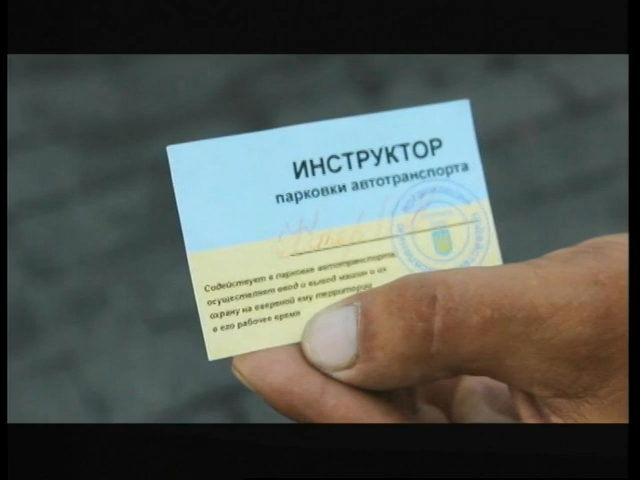 ИНСТРУКТОР
парковки автотранспорта
Содействует в парковке автотранспорта,
осуществляет ввод и вывод машин и их
охрану на вверенной ему территории
в его рабочее время